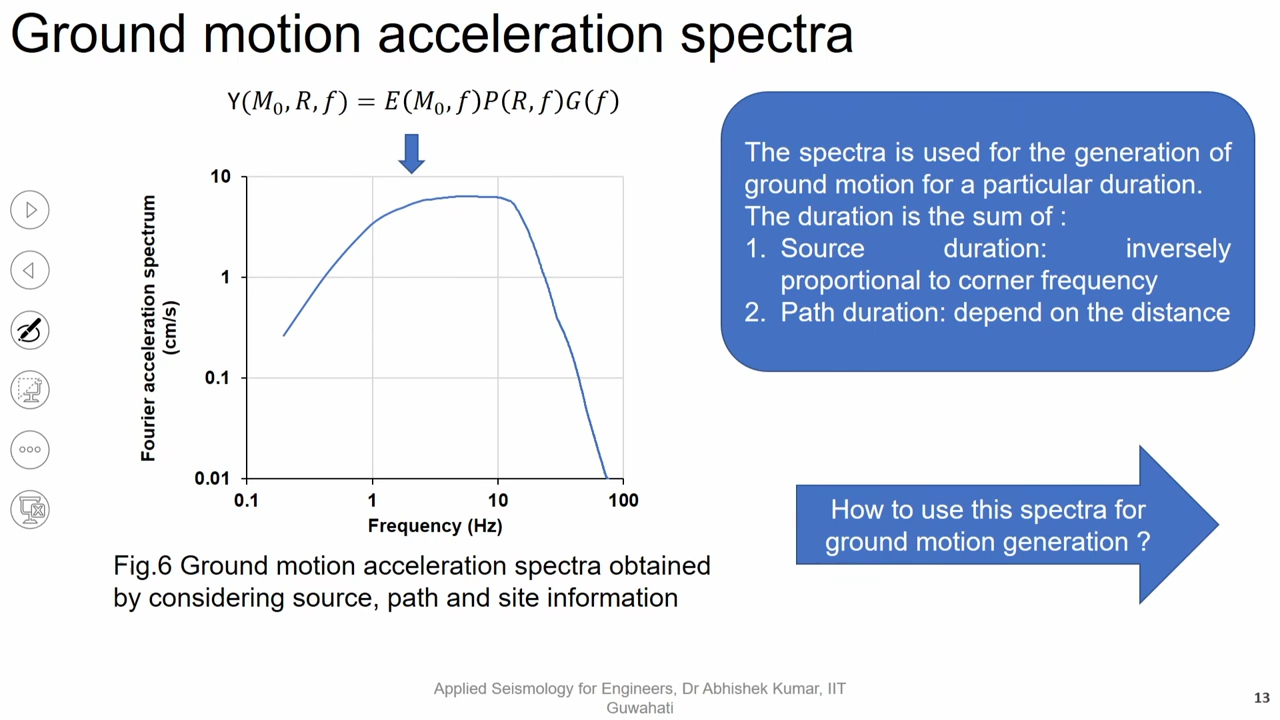 Ground motion acceleration spectra
Y(M₀, R, f) = E(M₀, f)P(R, f)G(f)
10
1
0.1
0.01
0.1
1
10
100
Fourier acceleration spectrum
(cm/s)
Frequency (Hz)
Fig.6 Ground motion acceleration spectra obtained
by considering source, path and site information
The spectra is used for the generation of
ground motion for a particular duration.
The duration is the sum of :
1. Source duration: inversely
proportional to corner frequency
2. Path duration: depend on the distance
How to use this spectra for
ground motion generation ?
Applied Seismology for Engineers, Dr Abhishek Kumar, IIT
Guwahati
13